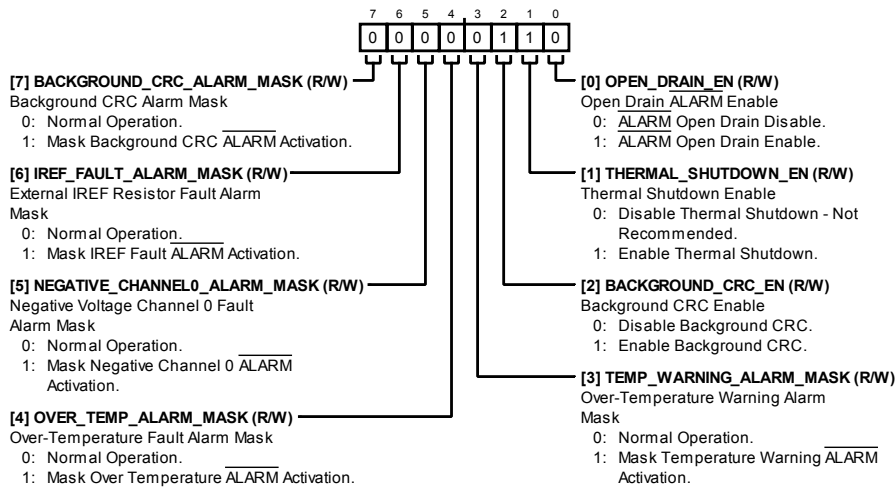 7 6 5 4 3 2 1 0
0 0 0 0 0 1 1 0
[7] BACKGROUND_CRC_ALARM_MASK (R/W)
Background CRC Alarm Mask
0: Normal Operation.
1: Mask Background CRC ALARM Activation.
[6] IREF_FAULT_ALARM_MASK (R/W)
External IREF Resistor Fault Alarm
Mask
0: Normal Operation.
1: Mask IREF Fault ALARM Activation.
[5] NEGATIVE_CHANNEL0_ALARM_MASK (R/W)
Negative Voltage Channel 0 Fault
Alarm Mask
0: Normal Operation.
1: Mask Negative Channel 0 ALARM
Activation.
[4] OVER_TEMP_ALARM_MASK (R/W)
Over-Temperature Fault Alarm Mask
0: Normal Operation.
1: Mask Over Temperature ALARM Activation.
[0] OPEN_DRAIN_EN (R/W)
Open Drain ALARM Enable
0: ALARM Open Drain Disable.
1: ALARM Open Drain Enable.
[1] THERMAL_SHUTDOWN_EN (R/W)
Thermal Shutdown Enable
0: Disable Thermal Shutdown - Not
Recommended.
1: Enable Thermal Shutdown.
[2] BACKGROUND_CRC_EN (R/W)
Background CRC Enable
0: Disable Background CRC.
1: Enable Background CRC.
[3] TEMP_WARNING_ALARM_MASK (R/W)
Over-Temperature Warning Alarm
Mask
0: Normal Operation.
1: Mask Temperature Warning ALARM
Activation.